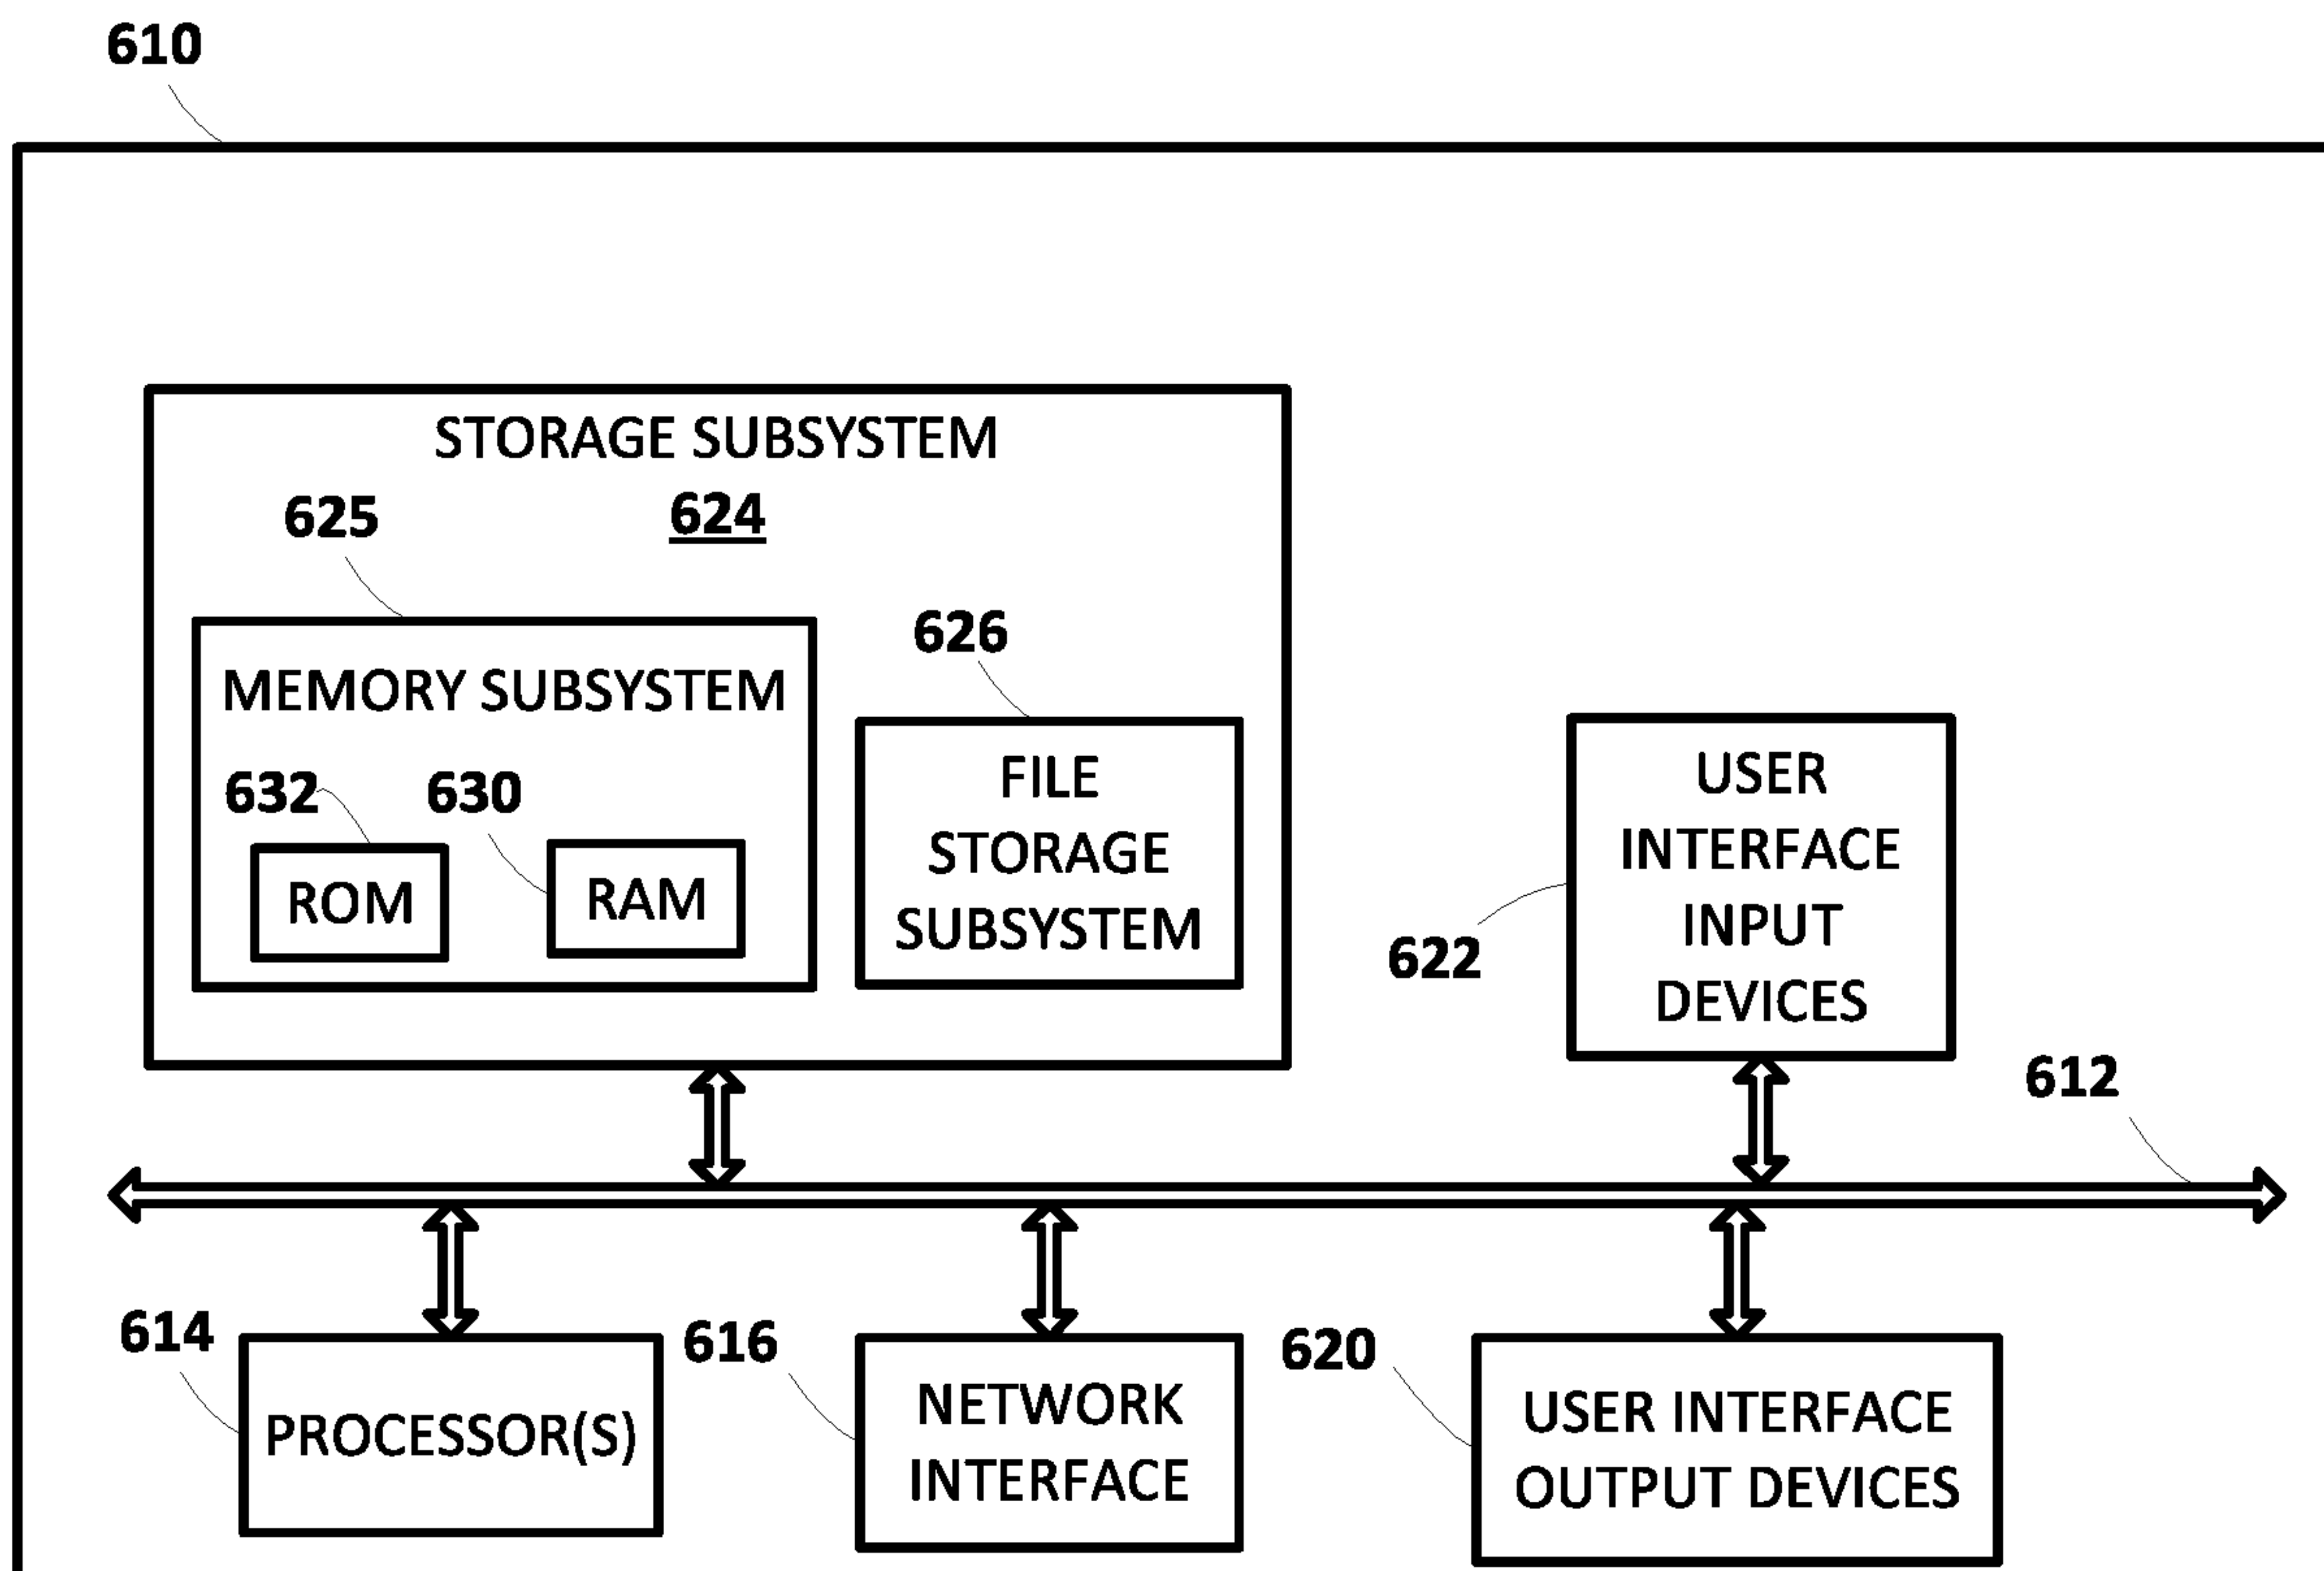 610
STORAGE SUBSYSTEM
624
625
MEMORY SUBSYSTEM
632
630
ROM
RAM
626
FILE
STORAGE
SUBSYSTEM
USER
INTERFACE
INPUT
DEVICES
622
612
614
PROCESSOR(S)
616
NETWORK
INTERFACE
620
USER INTERFACE
OUTPUT DEVICES